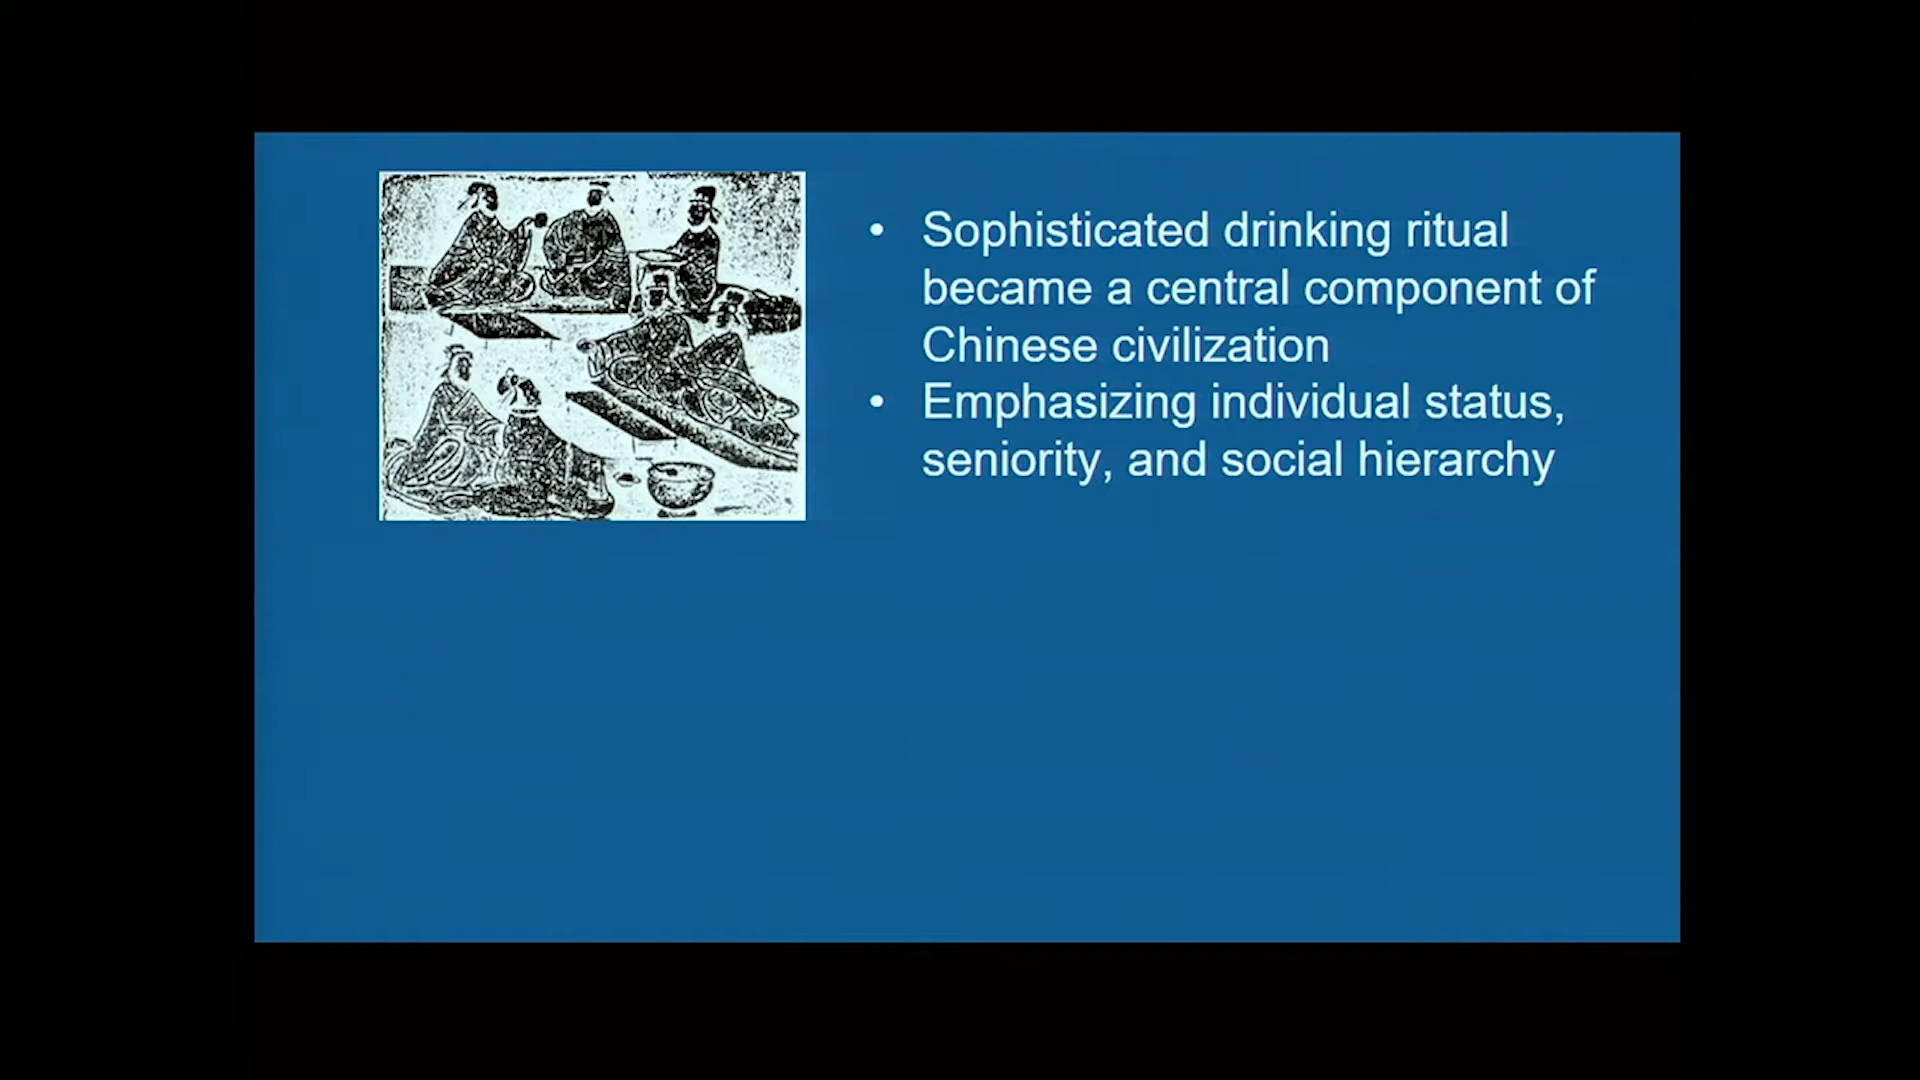 • Sophisticated drinking ritual
became a central component of
Chinese civilization
• Emphasizing individual status,
seniority, and social hierarchy